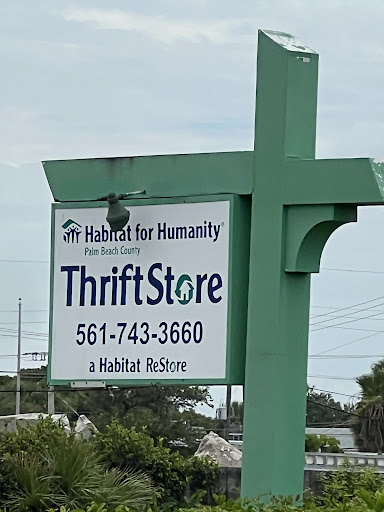 Habitat for Humanity®
Palm Beach County
ThriftStore
561-743-3660
a Habitat ReStore